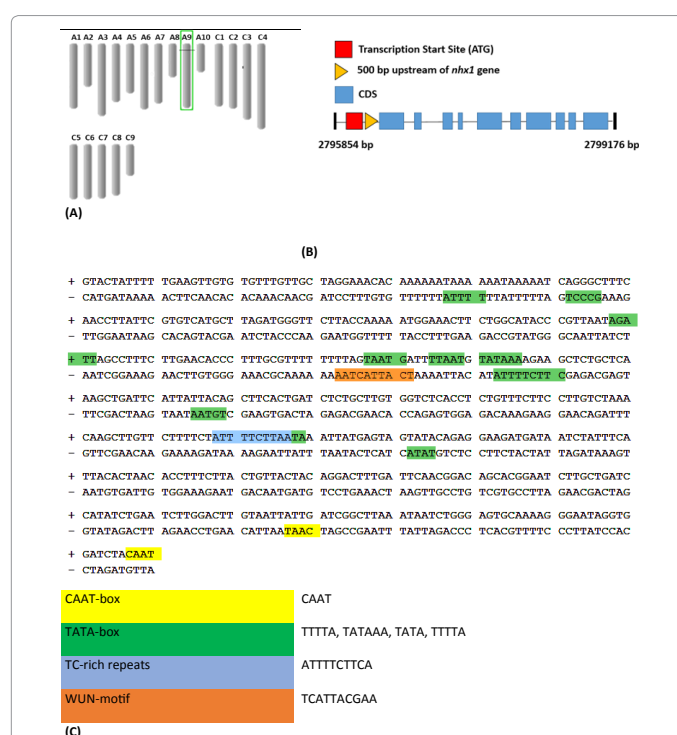 A1 A2 A3 A4 A5 A6 A7 A8 A9 A10 C1 C2 C3 C4
C5 C6 C7 C8 C9
(A)
Transcription Start Site (ATG)
500 bp upstream of nhx1 gene
CDS
2795854 bp 2799176 bp
(B)
+ GTACTATTTT TGAAGTTGTG TGTTTGTTGC TAGGAAACAC AAAAAATAAA AAATAAAAAT CAGGGCTTTC
- CATGATAAAA ACTTCAACAC ACAAACAACG ATCCTTTGTG TTTTTTATTT TTTATTTTTA GTCCCGAAAG
+ AACCTTATTC GTGTCATGCT TAGATGGGTT CTTACCAAAA ATGGAAACTT CTGGCATACC CGTTAATAGA
- TTGGAATAAG CACAGTACGA ATCTACCCAA GAATGGTTTT TACCTTTGAA GACCGTATGG GCAATTATCT
+ TTAGCCTTTC TTGAACACCC TTTGCGTTTT TTTTAGTAAT GATTTTAATG TATAAAAGAA GCTCTGCTCA
- AATCGGAAAG AACTTGTGGG AAACGCAAAA AAAATCATTA CTAAAATTAC ATATTTTCTT CGAGACGAGT
AAGCTGATTC ATTATTACAG CTTCACTGAT CTCTGCTTGT GGTCTCACCT CTGTTTCTTC CTTGTCTAAA
- TTCGACTAAG TAATAATGTC GAAGTGACTA GAGACGAACA CCAGAGTGGA GACAAAGAAG GAACAGATTT
+ CAAGCTTGTT CTTTTCTATT TTCTTAATAA ATTATGAGTA GTATACAGAG GAAGATGATA ATCTATTTCA
- GTTCGAACAA GAAAAGATAA AAGAATTATT TAATACTCAT CATATGTCTC CTTCTACTAT TAGATAAAGT
+ TTACACTAAC ACCTTTCTTA CTGTTACTAC AGGACTTTGA TTCAACGGAC AGCACGGAAT CTTGCTGATC
- AATGTGATTG TGGAAAGAAT GACAATGATG TCCTGAAACT AAGTTGCCTG TCGTGCCTTA GAACGACTAG
+ CATATCTGAA TCTTGGACTT GTAATTATTG ATCGGCTTAA ATAATCTGGG AGTGCAAAAG GGAATAGGTG
- GTATAGACTT AGAACCTGAA CATTAATAAC TAGCCGAATT TATTAGACCC TCACGTTTTC CCTTATCCAC
+ GATCTACAAT
- CTAGATGTTA
CAAT-box CAAT
TATA-box TTTTA, TATAAA, TATA, TTTTA
TC-rich repeats ATTTTCTTCA
WUN-motif TCATTACGAA
(C)